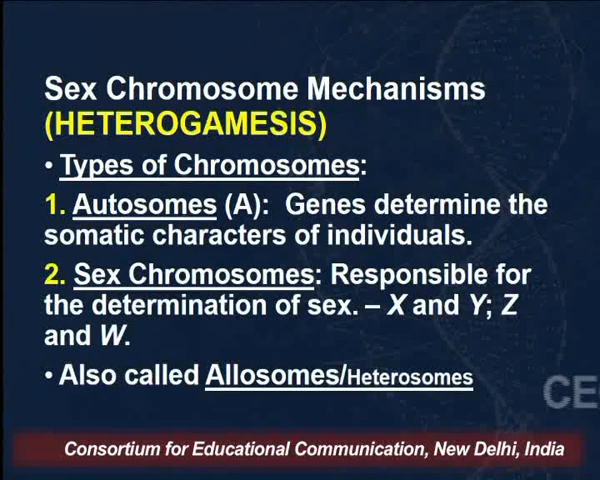 Sex Chromosome Mechanisms
(HETEROGAMESIS)
• Types of Chromosomes:
1. Autosomes (A): Genes determine the
somatic characters of individuals.
2. Sex Chromosomes: Responsible for
the determination of sex. – X and Y; Z
and W.
• Also called Allosomes/Heterosomes
Consortium for Educational Communication, New Delhi, India